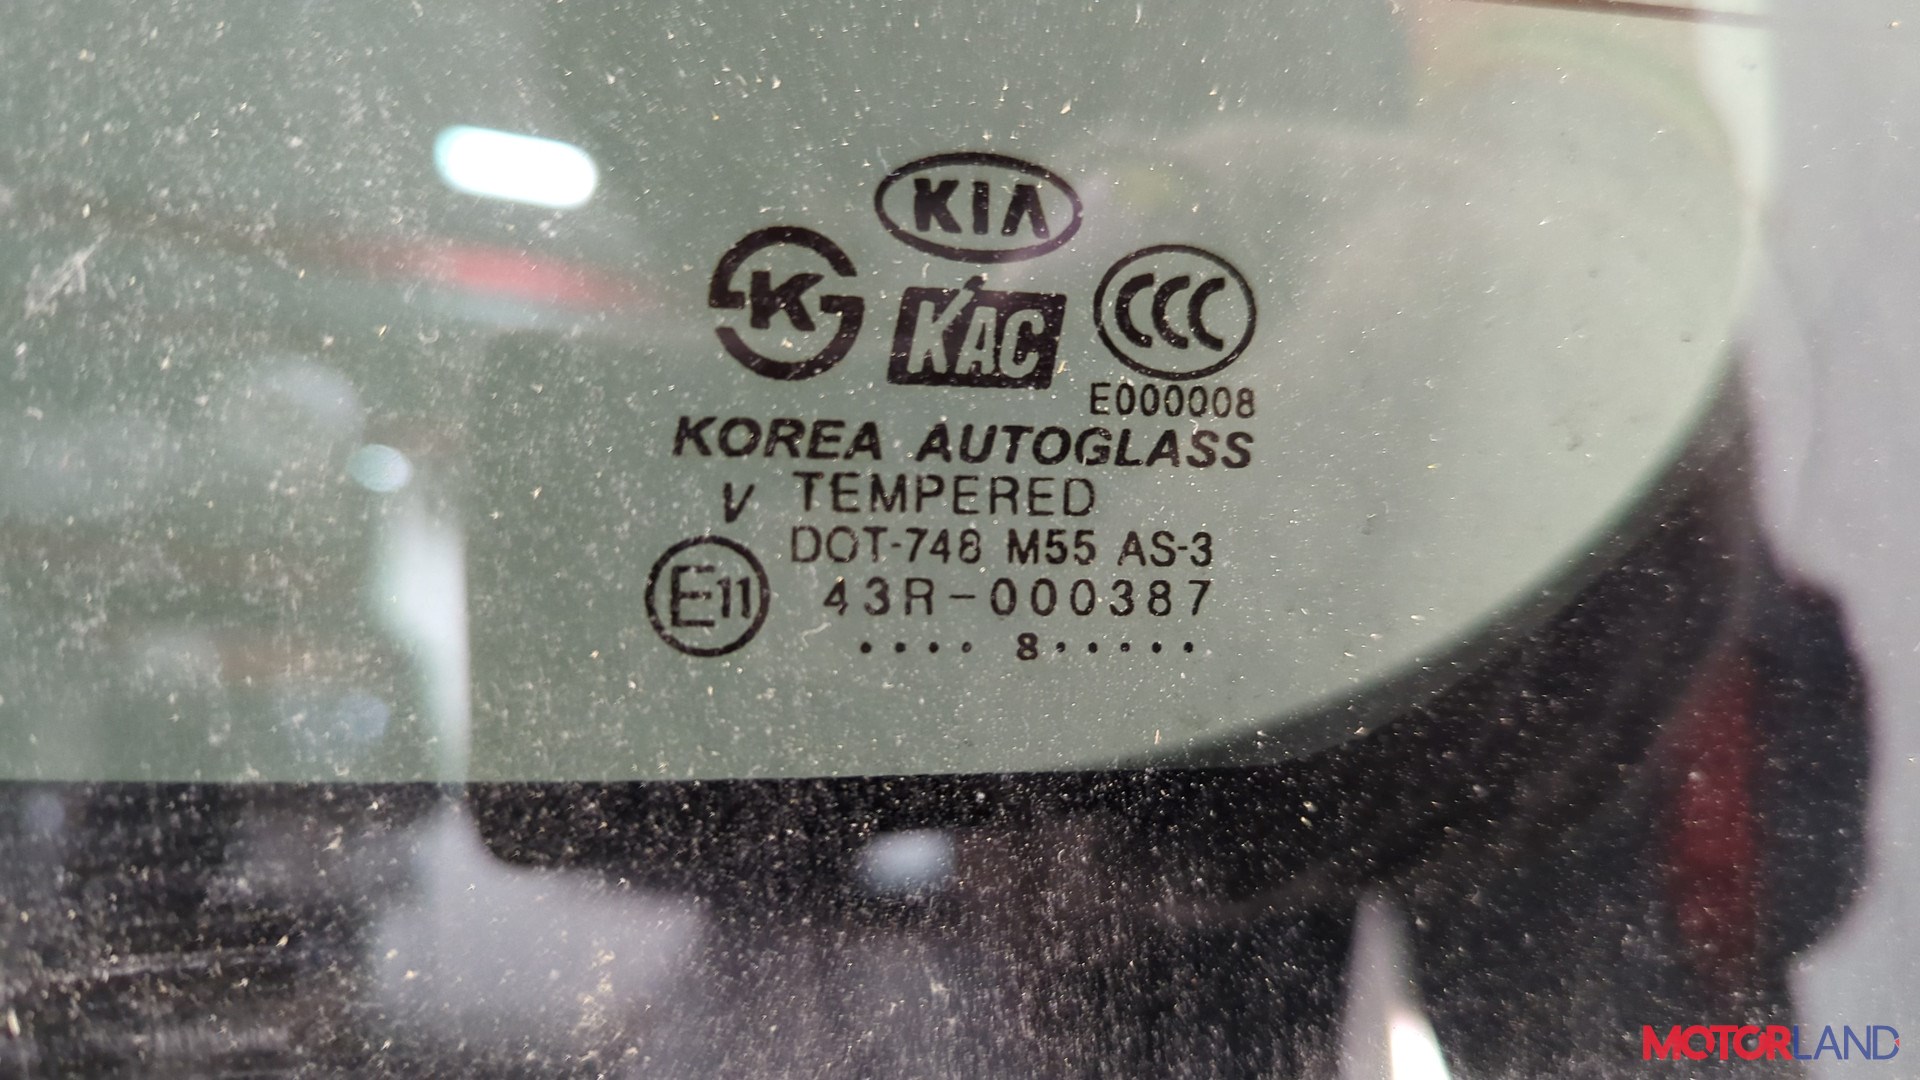 KIA
K
KAC
CCC
E000008
KOREA AUTOGLASS
V TEMPERED
DOT-748 M55 AS-3
E11 43R-000387
.... 8.....
MOTORLAND